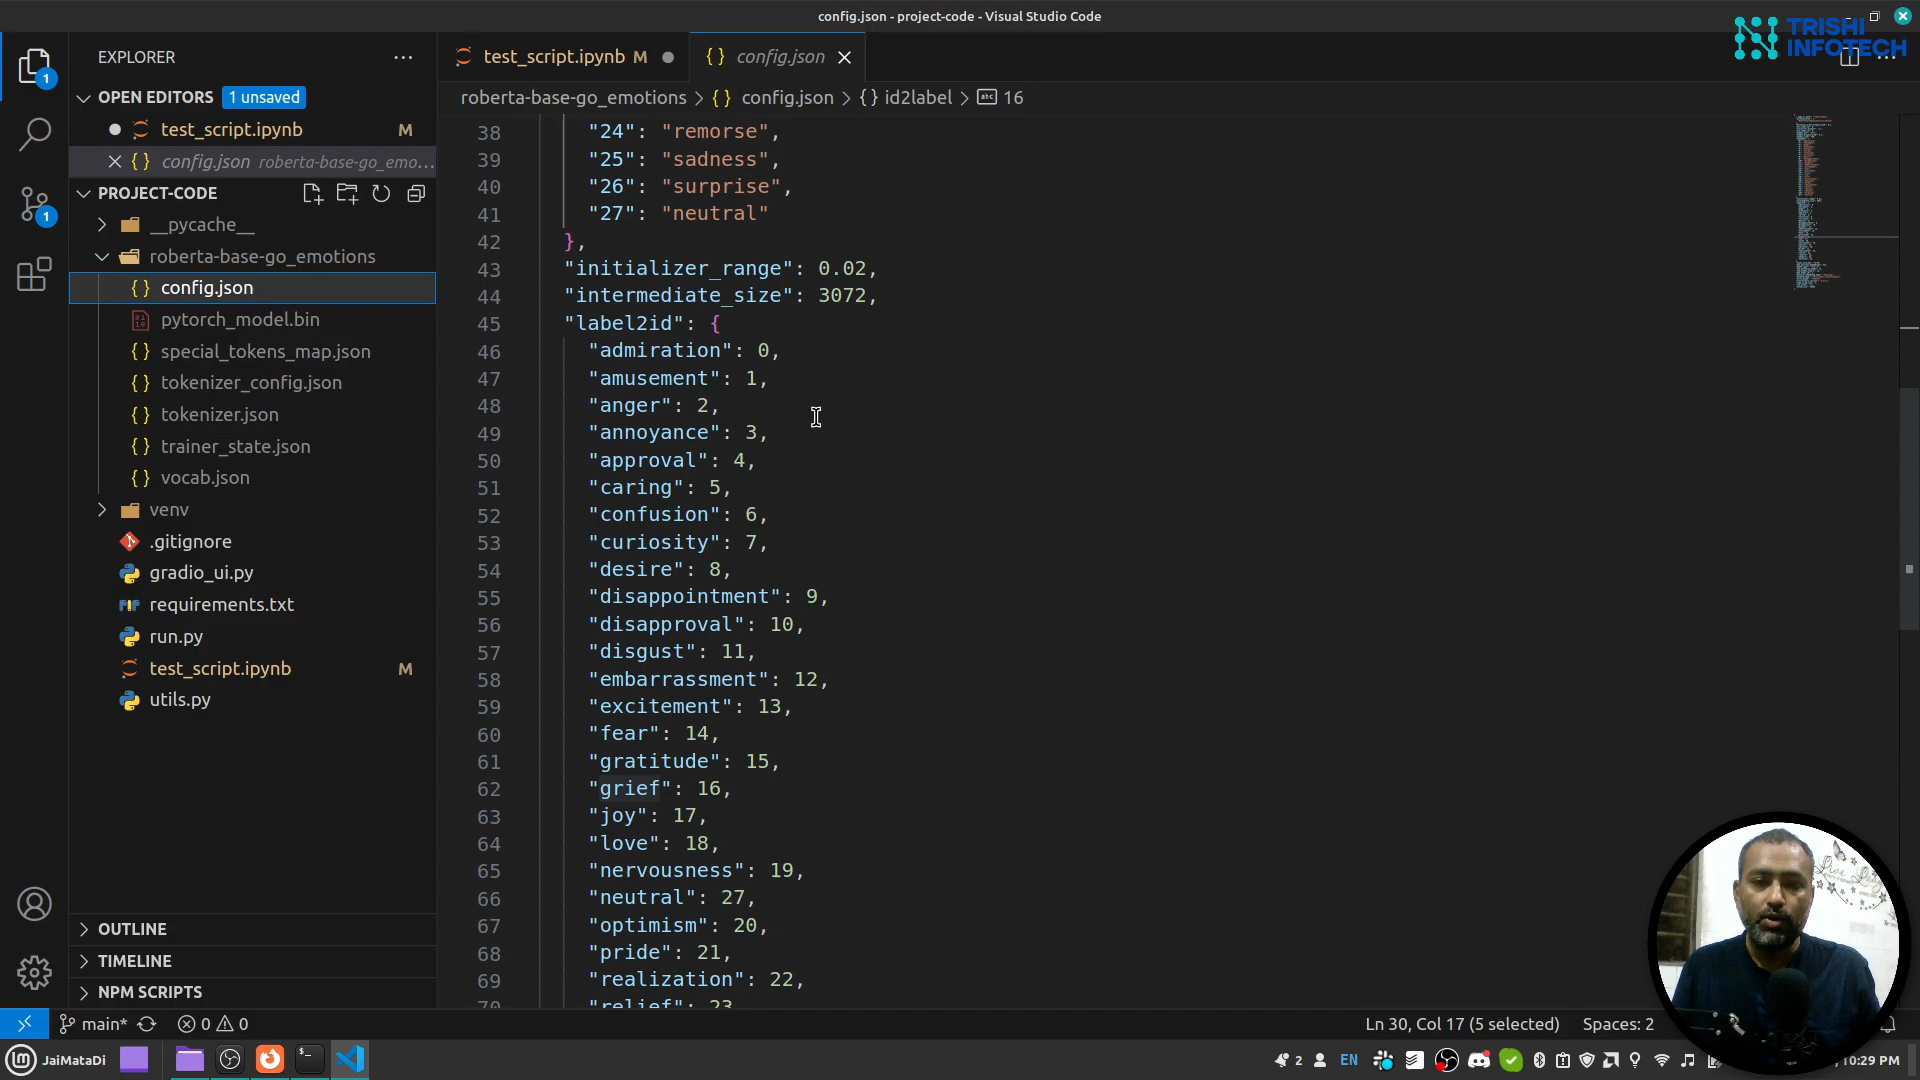 config.json - project-code - Visual Studio Code
TRISHI
INFOTECH
EXPLORER
test_script.ipynb M
{} config.json
OPEN EDITORS 1 unsaved
roberta-base-go_emotions > {} config.json > {} id2label > abc 16
test_script.ipynb M
{} config.json roberta-base-go_emo...
PROJECT-CODE
__pycache__
roberta-base-go_emotions
{} config.json
pytorch_model.bin
{} special_tokens_map.json
{} tokenizer_config.json
{} tokenizer.json
{} trainer_state.json
{} vocab.json
venv
.gitignore
gradio_ui.py
requirements.txt
run.py
test_script.ipynb M
utils.py
OUTLINE
TIMELINE
NPM SCRIPTS
1
1
38 "24": "remorse",
39 "25": "sadness",
40 "26": "surprise",
41 "27": "neutral"
42 },
43 "initializer_range": 0.02,
44 "intermediate_size": 3072,
45 "label2id": {
46 "admiration": 0,
47 "amusement": 1,
48 "anger": 2,
49 "annoyance": 3,
50 "approval": 4,
51 "caring": 5,
52 "confusion": 6,
53 "curiosity": 7,
54 "desire": 8,
55 "disappointment": 9,
56 "disapproval": 10,
57 "disgust": 11,
58 "embarrassment": 12,
59 "excitement": 13,
60 "fear": 14,
61 "gratitude": 15,
62 "grief": 16,
63 "joy": 17,
64 "love": 18,
65 "nervousness": 19,
66 "neutral": 27,
67 "optimism": 20,
68 "pride": 21,
69 "realization": 22,
70 "relief": 23
main* 0 0
Ln 30, Col 17 (5 selected) Spaces: 2
JaiMataDi
2 EN
10:29 PM